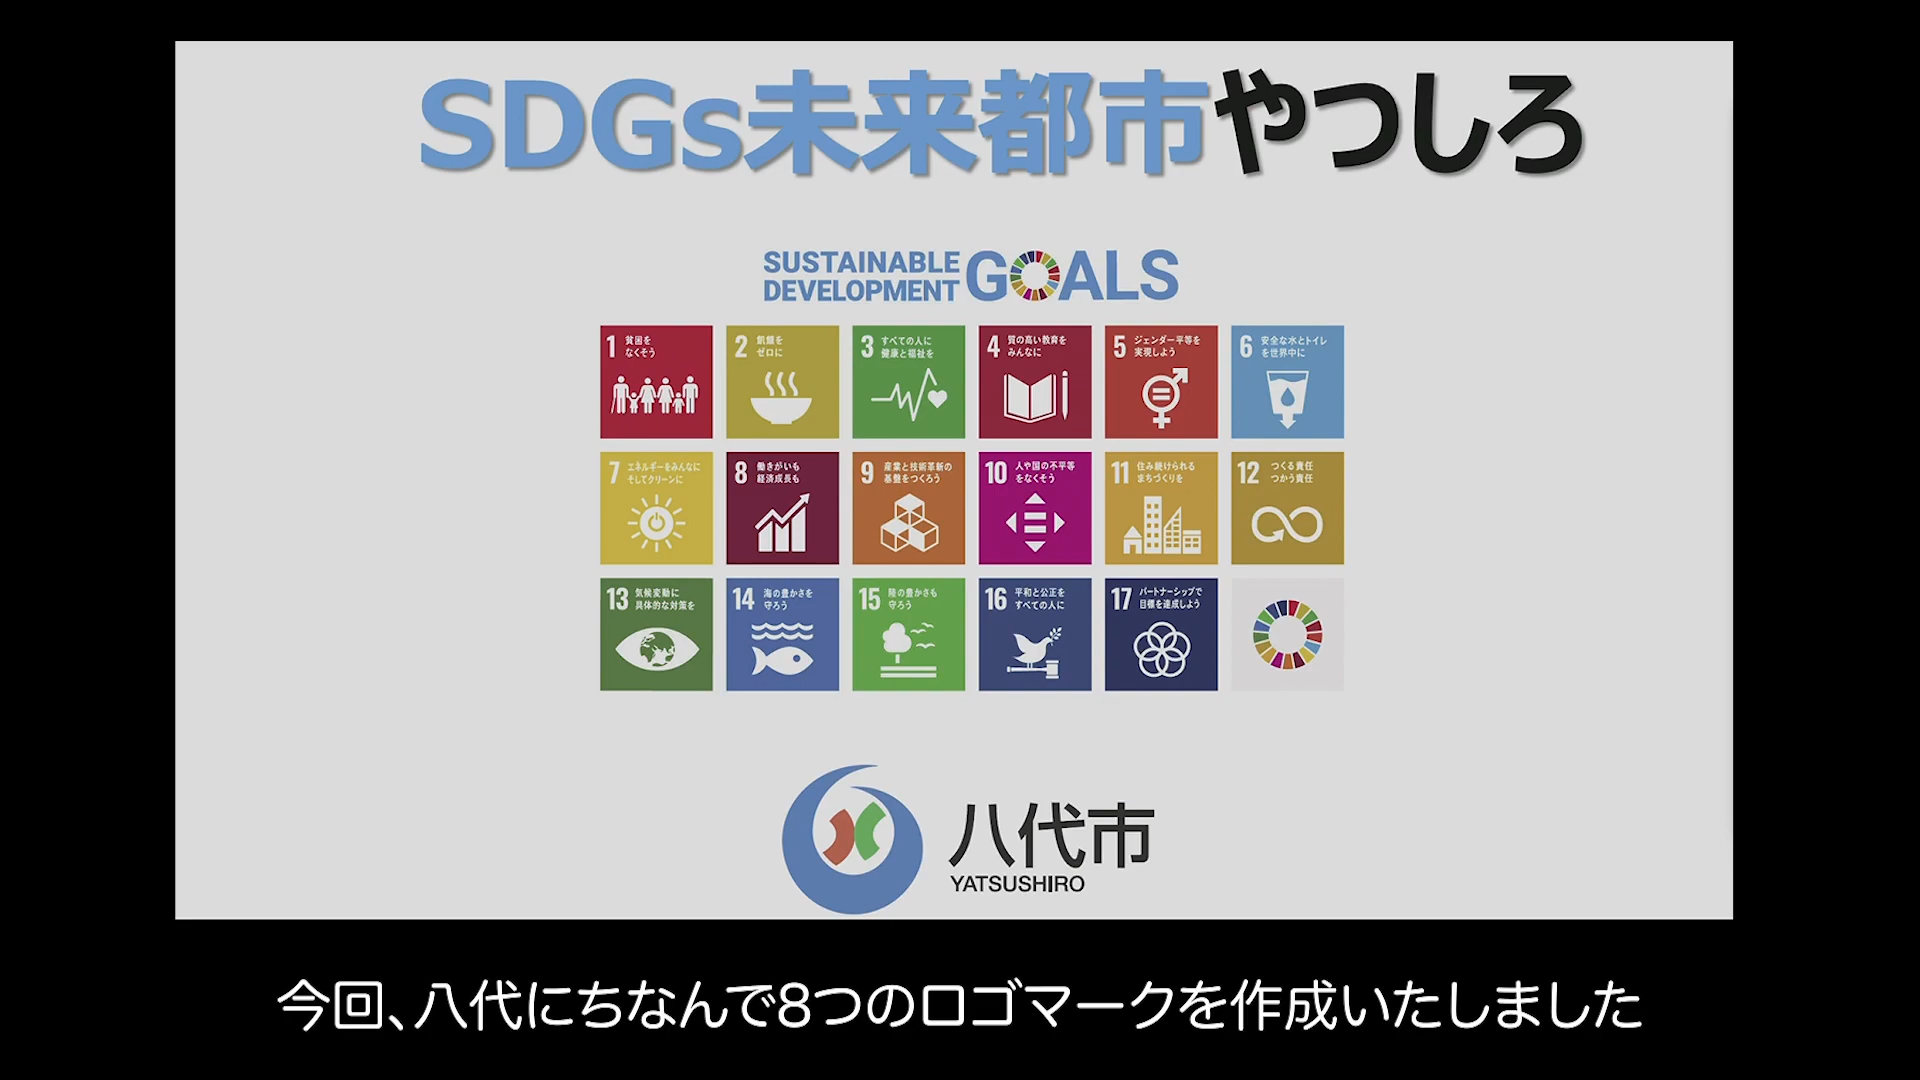 SDGs未来都市やつしろ
SUSTAINABLE
DEVELOPMENT
GOALS
1 貧困を
なくそう
2 飢餓を
ゼロに
3 すべての人に
健康と福祉を
4 質の高い教育を
みんなに
5 ジェンダー平等を
実現しよう
6 安全な水とトイレ
を世界中に
7 エネルギーをみんなに
そしてクリーンに
8 働きがいも
経済成長も
9 産業と技術革新の
基盤をつくろう
10 人や国の不平等
をなくそう
11 住み続けられる
まちづくりを
12 つくる責任
つかう責任
13 気候変動に
具体的な対策を
14 海の豊かさを
守ろう
15 陸の豊かさも
守ろう
16 平和と公正を
すべての人に
17 パートナーシップで
目標を達成しよう
八代市
YATSUSHIRO
今回、八代にちなんで8つのロゴマークを作成いたしました